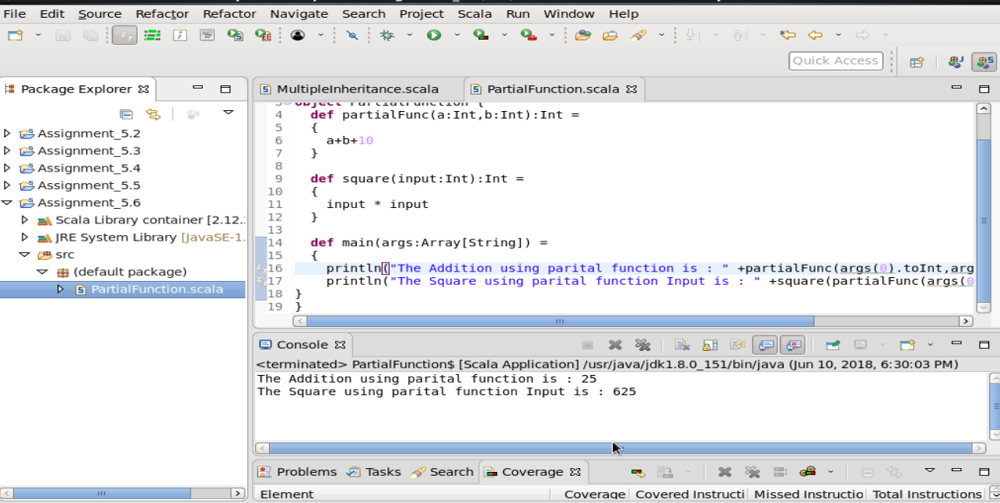 File Edit Source Refactor Refactor Navigate Search Project Scala Run Window Help
Quick Access
Package Explorer
Assignment_5.2
Assignment_5.3
Assignment_5.4
Assignment_5.5
Assignment_5.6
Scala Library container [2.12.
JRE System Library [JavaSE-1.
src
(default package)
PartialFunction.scala
MultipleInheritance.scala PartialFunction.scala
3 object PartialFunction {
4 def partialFunc(a:Int,b:Int):Int =
5 {
6 a+b+10
7 }
8
9 def square(input:Int):Int =
10 {
11 input * input
12 }
13
14 def main(args:Array[String]) =
15 {
16 println("The Addition using parital function is : " +partialFunc(args(0).toInt,arg
17 println("The Square using parital function Input is : " +square(partialFunc(args(0
18 }
19 }
Console
<terminated> PartialFunction$ [Scala Application] /usr/java/jdk1.8.0_151/bin/java (Jun 10, 2018, 6:30:03 PM)
The Addition using parital function is : 25
The Square using parital function Input is : 625
Problems Tasks Search Coverage
Element Coverage Covered Instructi Missed Instructio Total Instructions